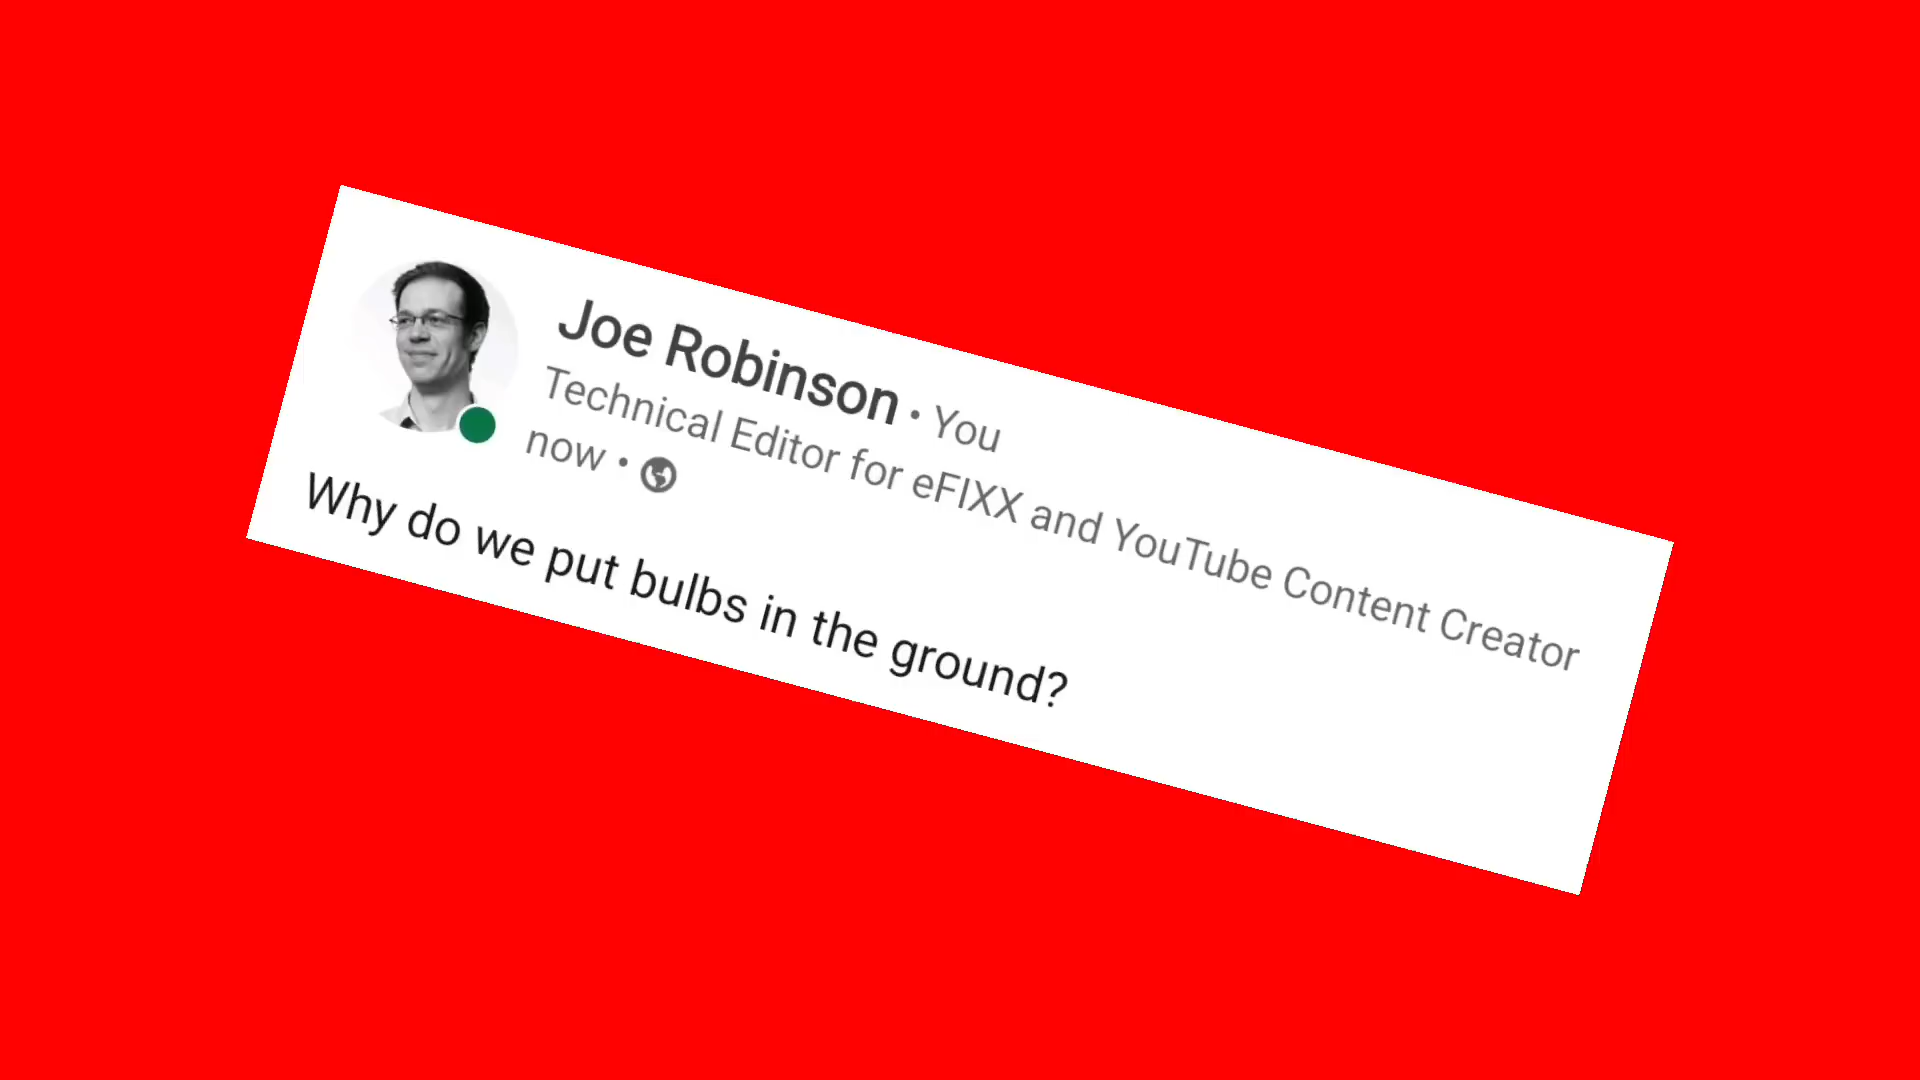 Joe Robinson • You
Technical Editor for eFIXX and YouTube Content Creator
now •
Why do we put bulbs in the ground?